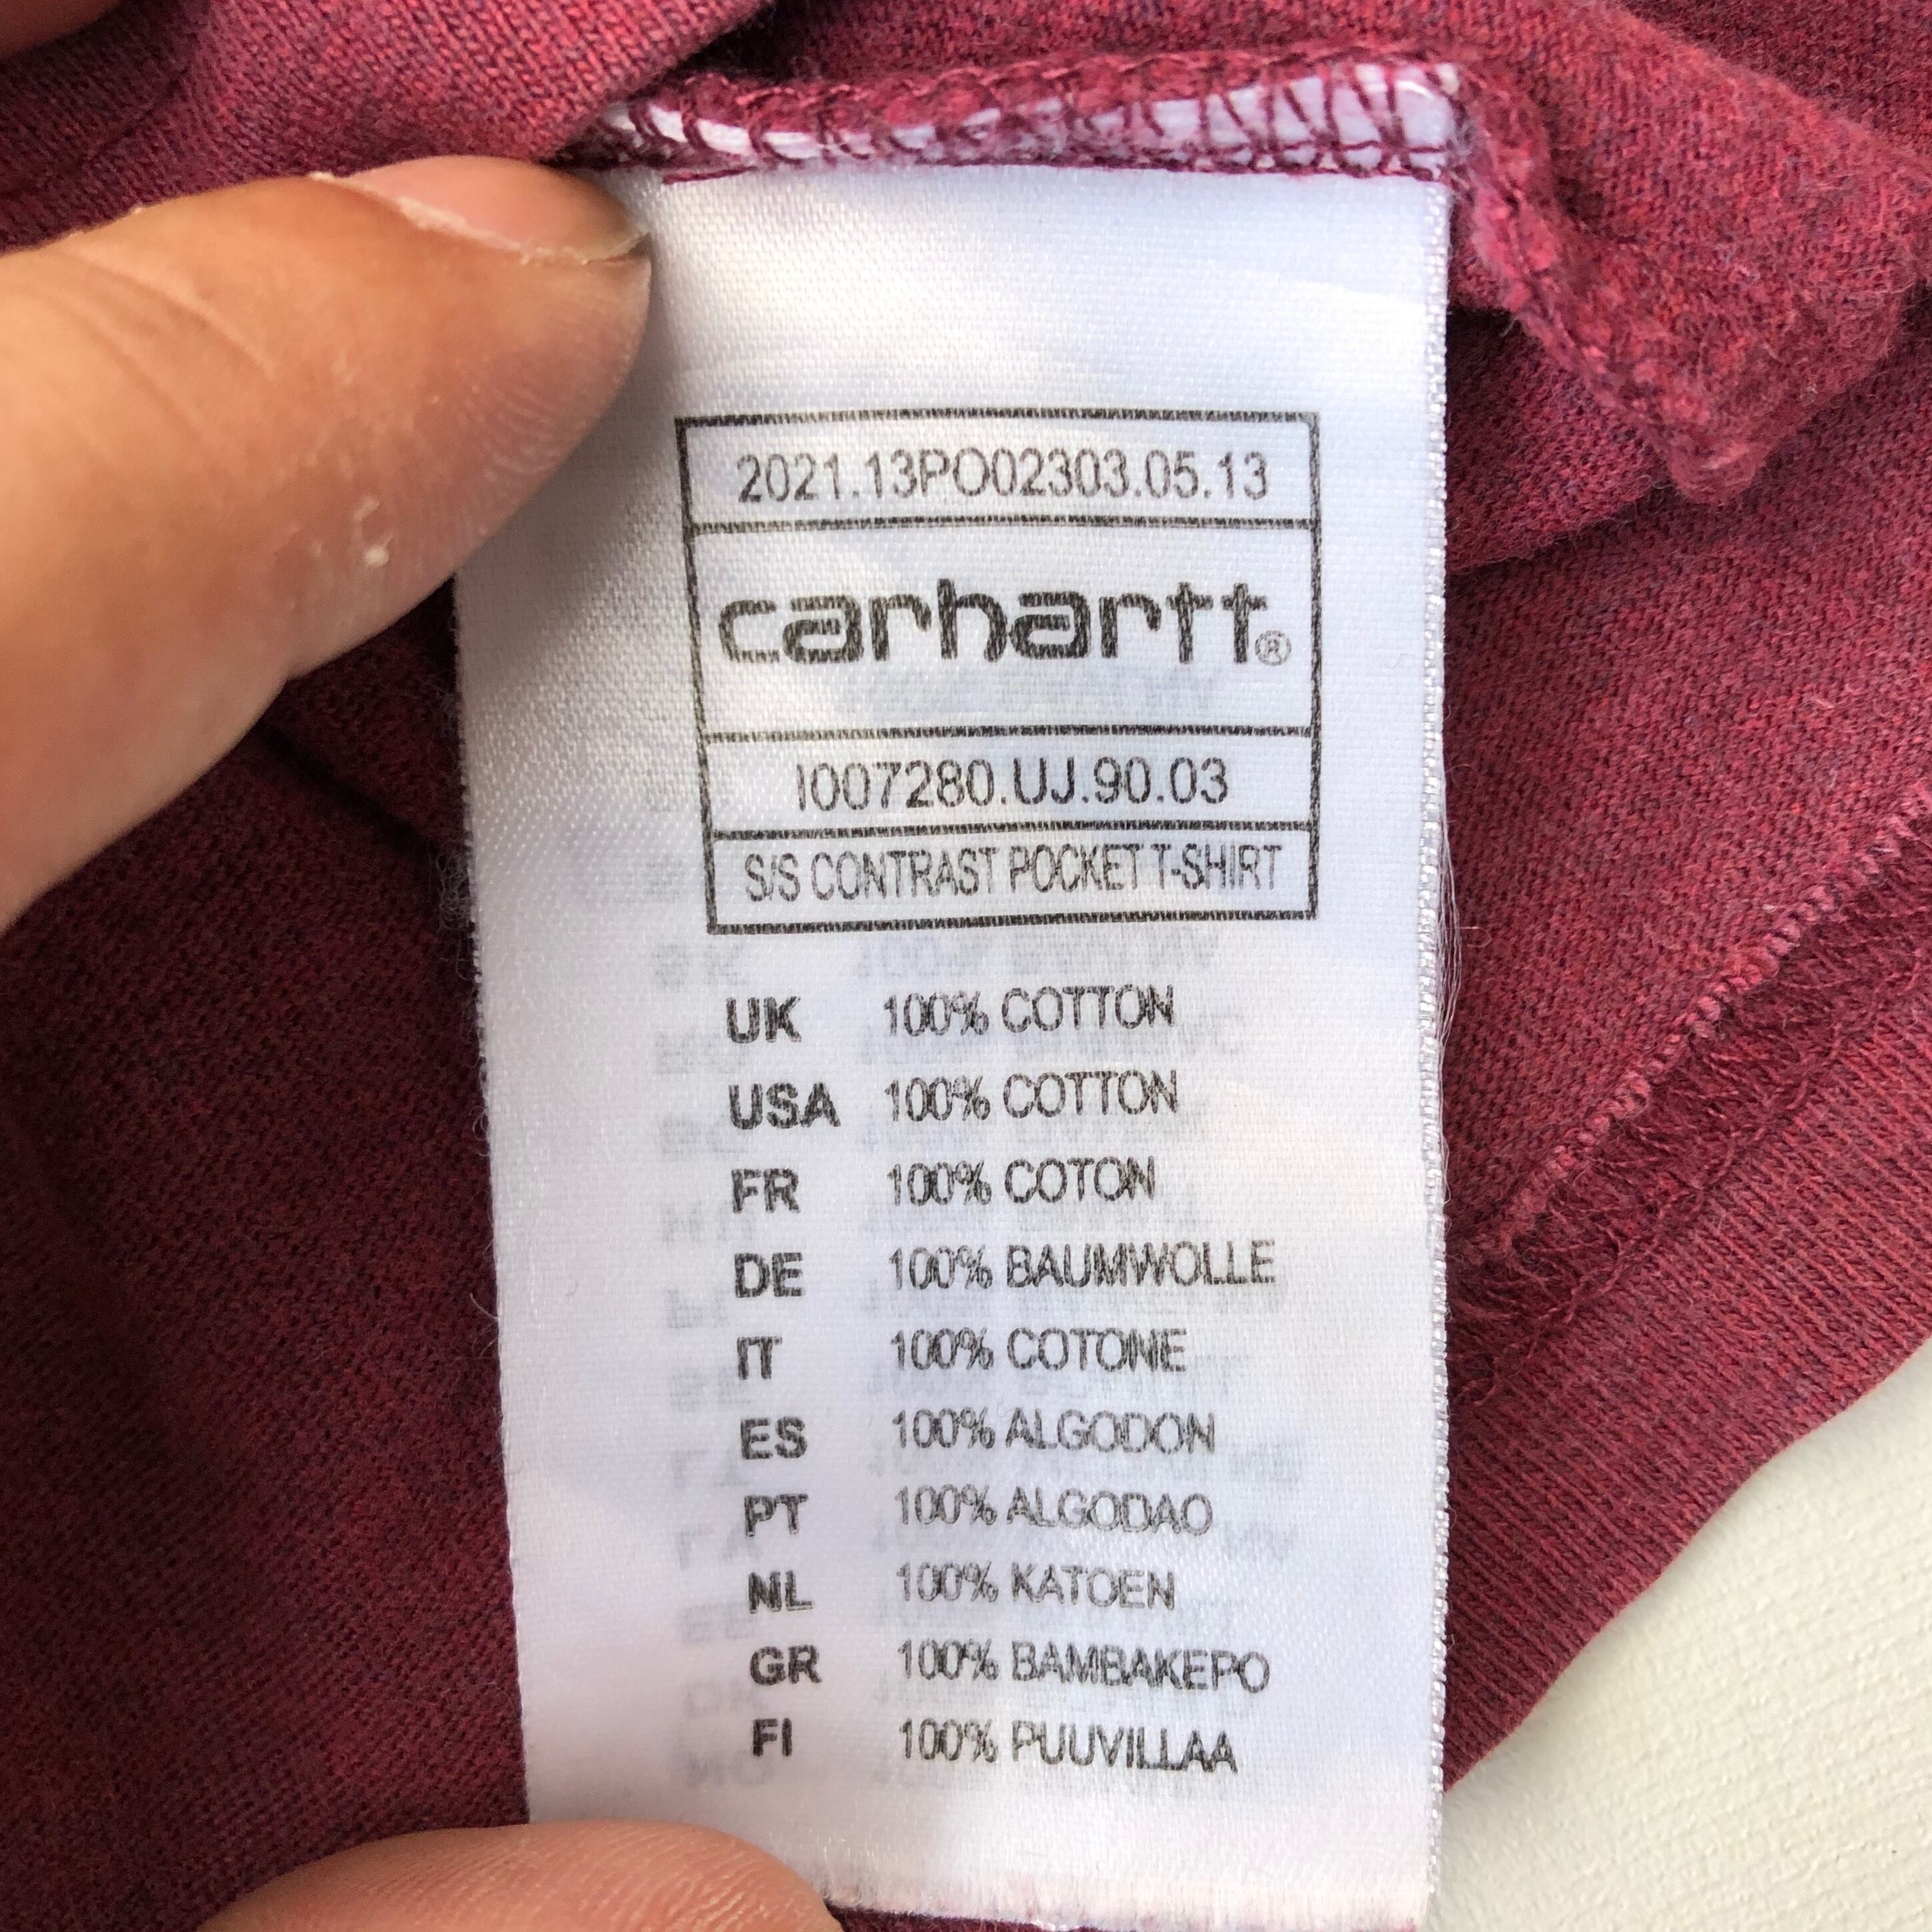 2021.13PO02303.05.13
carhartt®
I007280.UJ.90.03
S/S CONTRAST POCKET T-SHIRT
UK 100% COTTON
USA 100% COTTON
FR 100% COTON
DE 100% BAUMWOLLE
IT 100% COTONE
ES 100% ALGODON
PT 100% ALGODAO
NL 100% KATOEN
GR 100% BAMBAKEPO
FI 100% PUUVILLAA